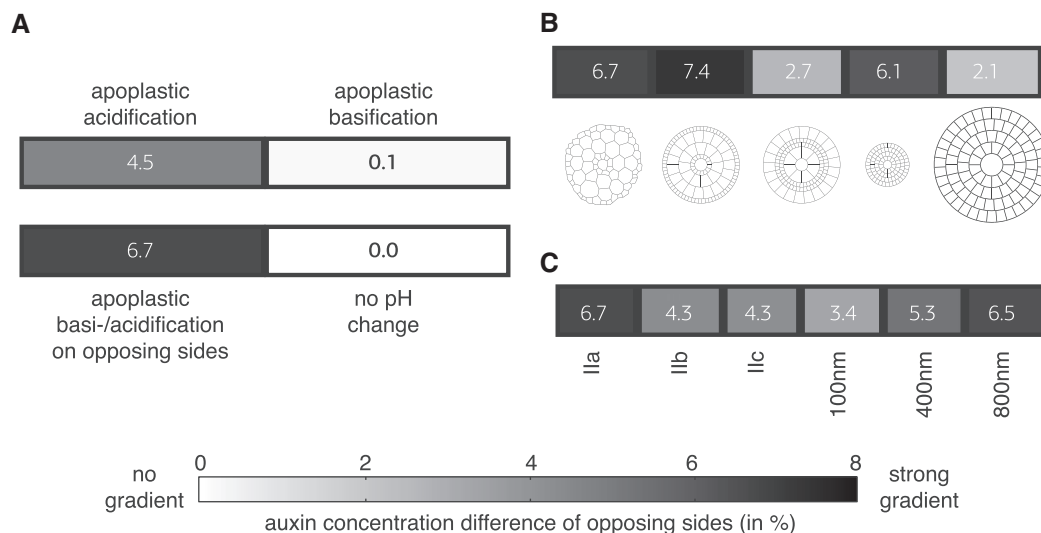 A
apoplastic
acidification
apoplastic
basification
4.5
0.1
6.7
0.0
apoplastic
basi-/acidification
on opposing sides
no pH
change
B
6.7
7.4
2.7
6.1
2.1
C
6.7
4.3
4.3
3.4
5.3
6.5
IIa
IIb
IIc
100nm
400nm
800nm
no
gradient
0
2
4
6
8
strong
gradient
auxin concentration difference of opposing sides (in %)